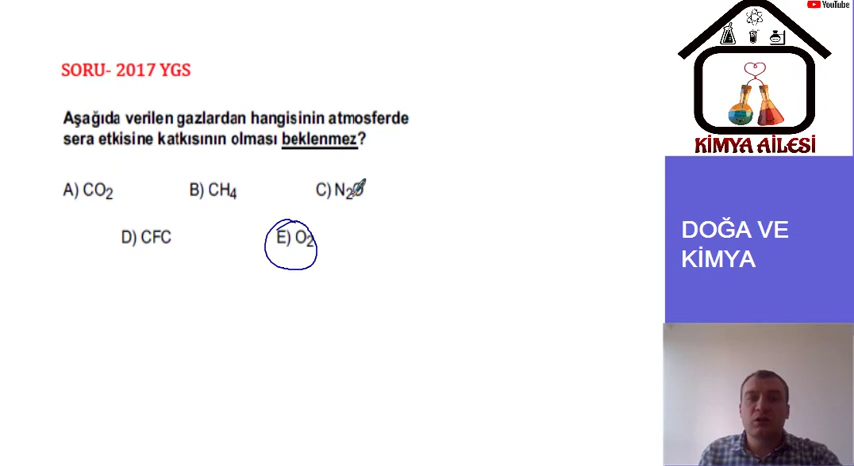 YouTube
SORU- 2017 YGS
Aşağıda verilen gazlardan hangisinin atmosferde
sera etkisine katkısının olması beklenmez?
A) CO2 B) CH4 C) N2O
D) CFC E) O2
KİMYA AİLESİ
DOĞA VE
KİMYA